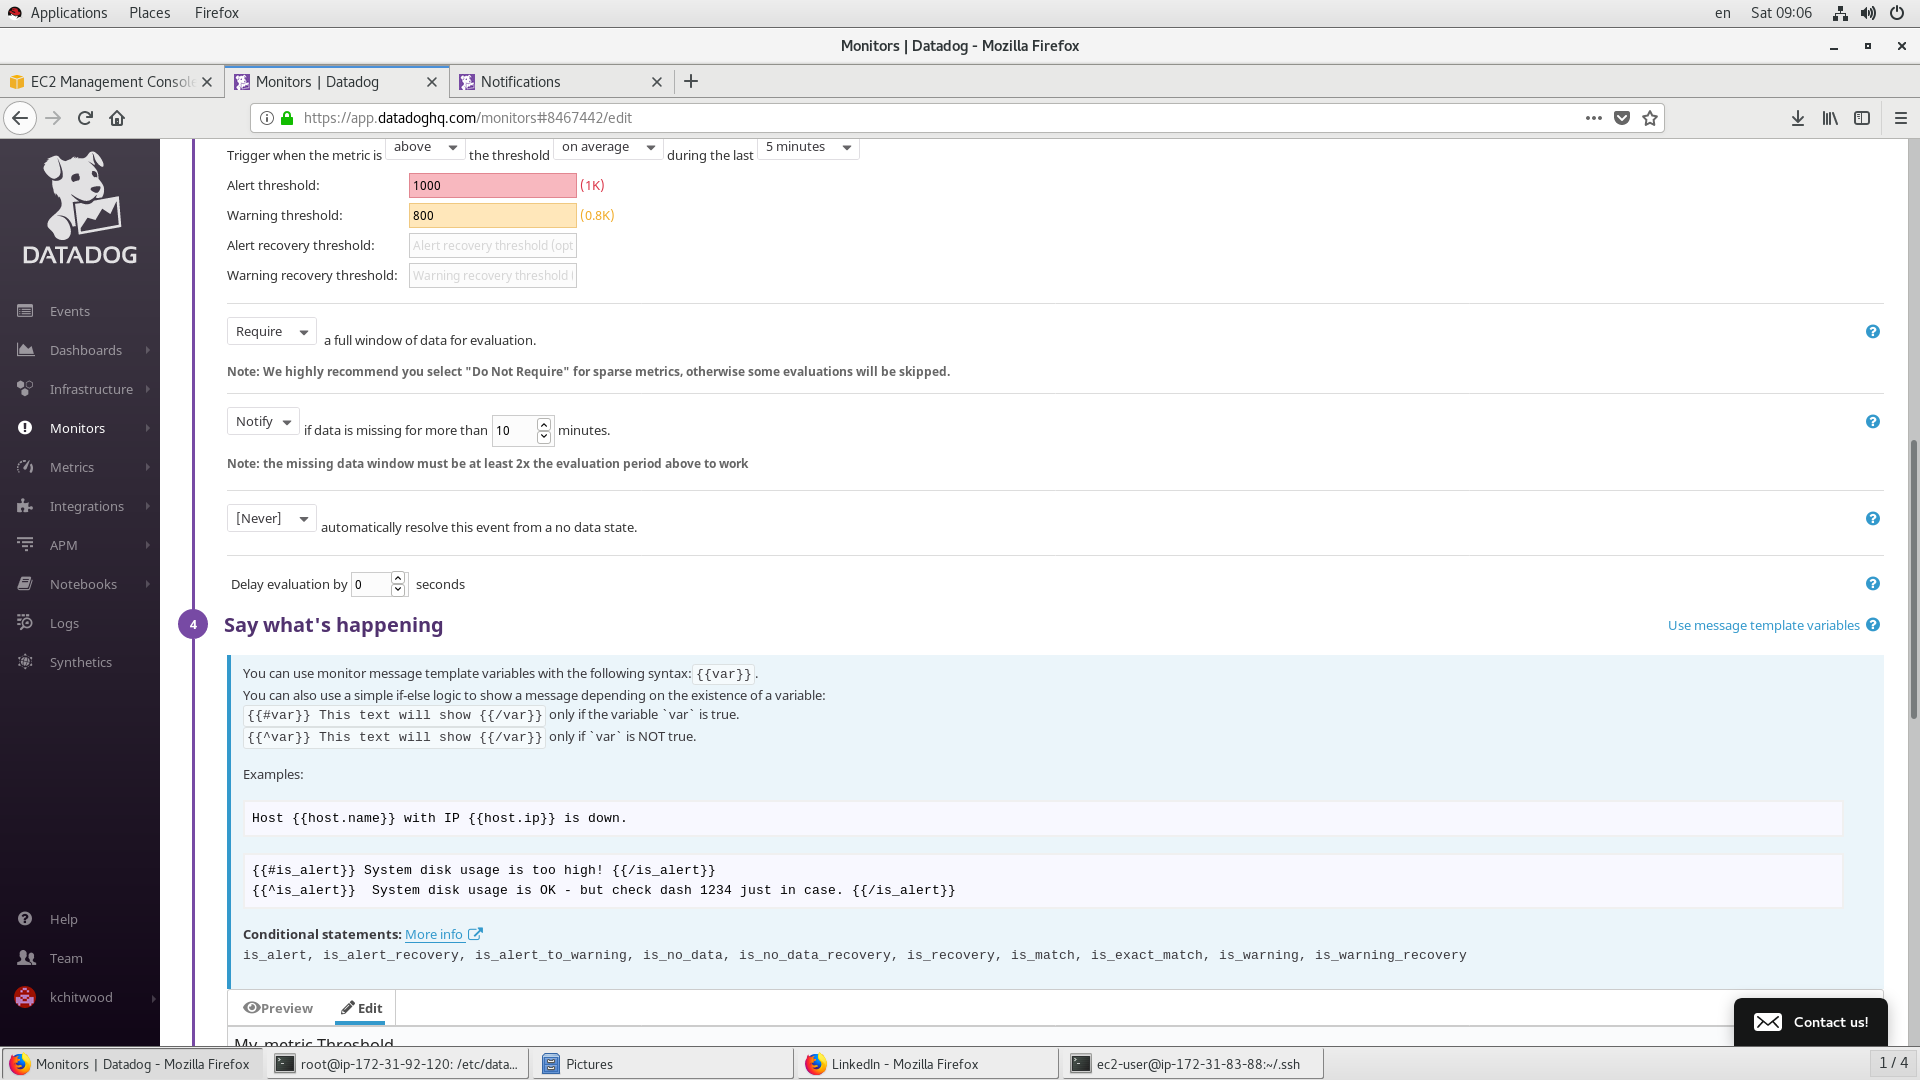 Applications Places Firefox en Sat 09:06
Monitors | Datadog - Mozilla Firefox
EC2 Management Consol Monitors | Datadog Notifications
https://app.datadoghq.com/monitors#8467442/edit
DATADOG
Events
Dashboards
Infrastructure
Monitors
Metrics
Integrations
APM
Notebooks
Logs
Synthetics
Help
Team
kchitwood
Trigger when the metric is above the threshold on average during the last 5 minutes
Alert threshold: 1000 (1K)
Warning threshold: 800 (0.8K)
Alert recovery threshold: Alert recovery threshold (opt
Warning recovery threshold: Warning recovery threshold (
Require a full window of data for evaluation.
Note: We highly recommend you select "Do Not Require" for sparse metrics, otherwise some evaluations will be skipped.
Notify if data is missing for more than 10 minutes.
Note: the missing data window must be at least 2x the evaluation period above to work
[Never] automatically resolve this event from a no data state.
Delay evaluation by 0 seconds
4 Say what's happening Use message template variables
You can use monitor message template variables with the following syntax: {{var}}.
You can also use a simple if-else logic to show a message depending on the existence of a variable:
{{#var}} This text will show {{/var}} only if the variable `var` is true.
{{^var}} This text will show {{/var}} only if `var` is NOT true.
Examples:
Host {{host.name}} with IP {{host.ip}} is down.
{{#is_alert}} System disk usage is too high! {{/is_alert}}
{{^is_alert}}  System disk usage is OK - but check dash 1234 just in case. {{/is_alert}}
Conditional statements: More info
is_alert, is_alert_recovery, is_alert_to_warning, is_no_data, is_no_data_recovery, is_recovery, is_match, is_exact_match, is_warning, is_warning_recovery
Preview Edit
My_metric Threshold
Contact us!
Monitors | Datadog - Mozilla Firefox root@ip-172-31-92-120: /etc/data... Pictures LinkedIn - Mozilla Firefox ec2-user@ip-172-31-83-88:~/.ssh 1 / 4